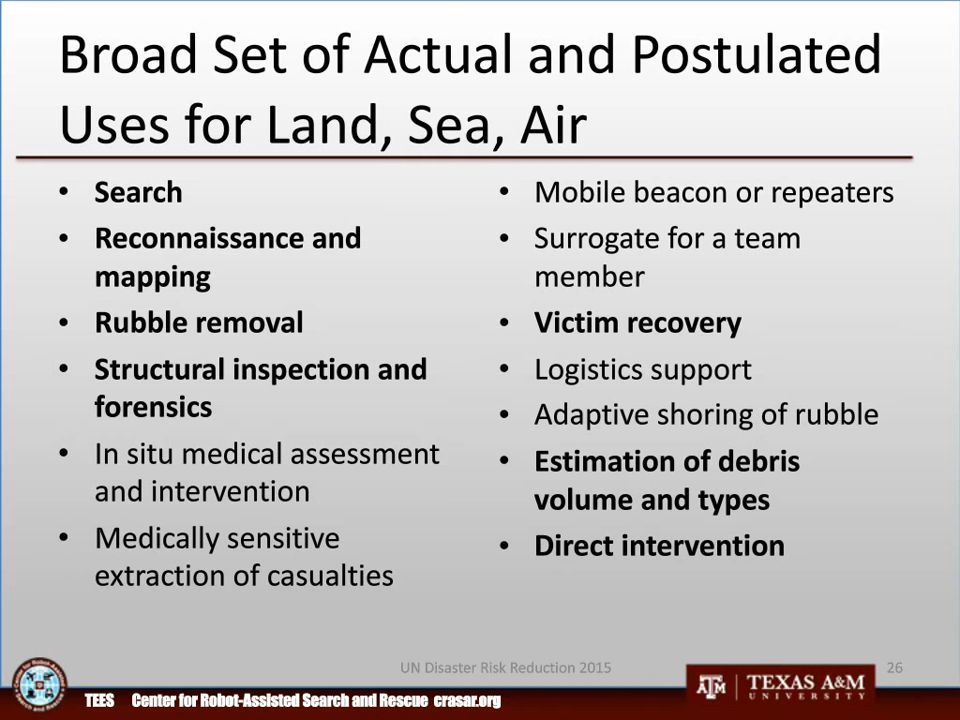 Broad Set of Actual and Postulated
Uses for Land, Sea, Air
• Search
• Reconnaissance and
mapping
• Rubble removal
• Structural inspection and
forensics
• In situ medical assessment
and intervention
• Medically sensitive
extraction of casualties
• Mobile beacon or repeaters
• Surrogate for a team
member
• Victim recovery
• Logistics support
• Adaptive shoring of rubble
• Estimation of debris
volume and types
• Direct intervention
UN Disaster Risk Reduction 2015
26
TEES Center for Robot-Assisted Search and Rescue crasar.org
ATM TEXAS A&M
UNIVERSITY